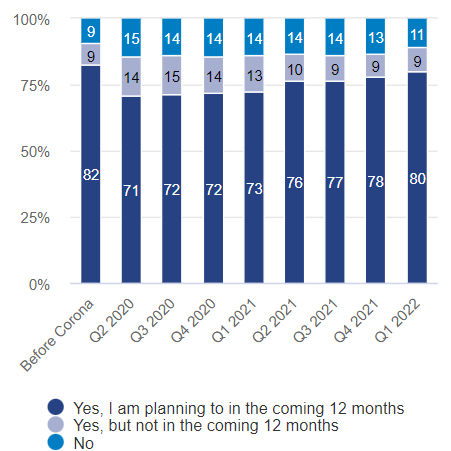 100%
75%
50%
25%
0%
9 15 14 14 14 14 14 13 11
9 14 15 14 13 10 9 9 9
82 71 72 72 73 76 77 78 80
Before Corona
Q2 2020
Q3 2020
Q4 2020
Q1 2021
Q2 2021
Q3 2021
Q4 2021
Q1 2022
Yes, I am planning to in the coming 12 months
Yes, but not in the coming 12 months
No